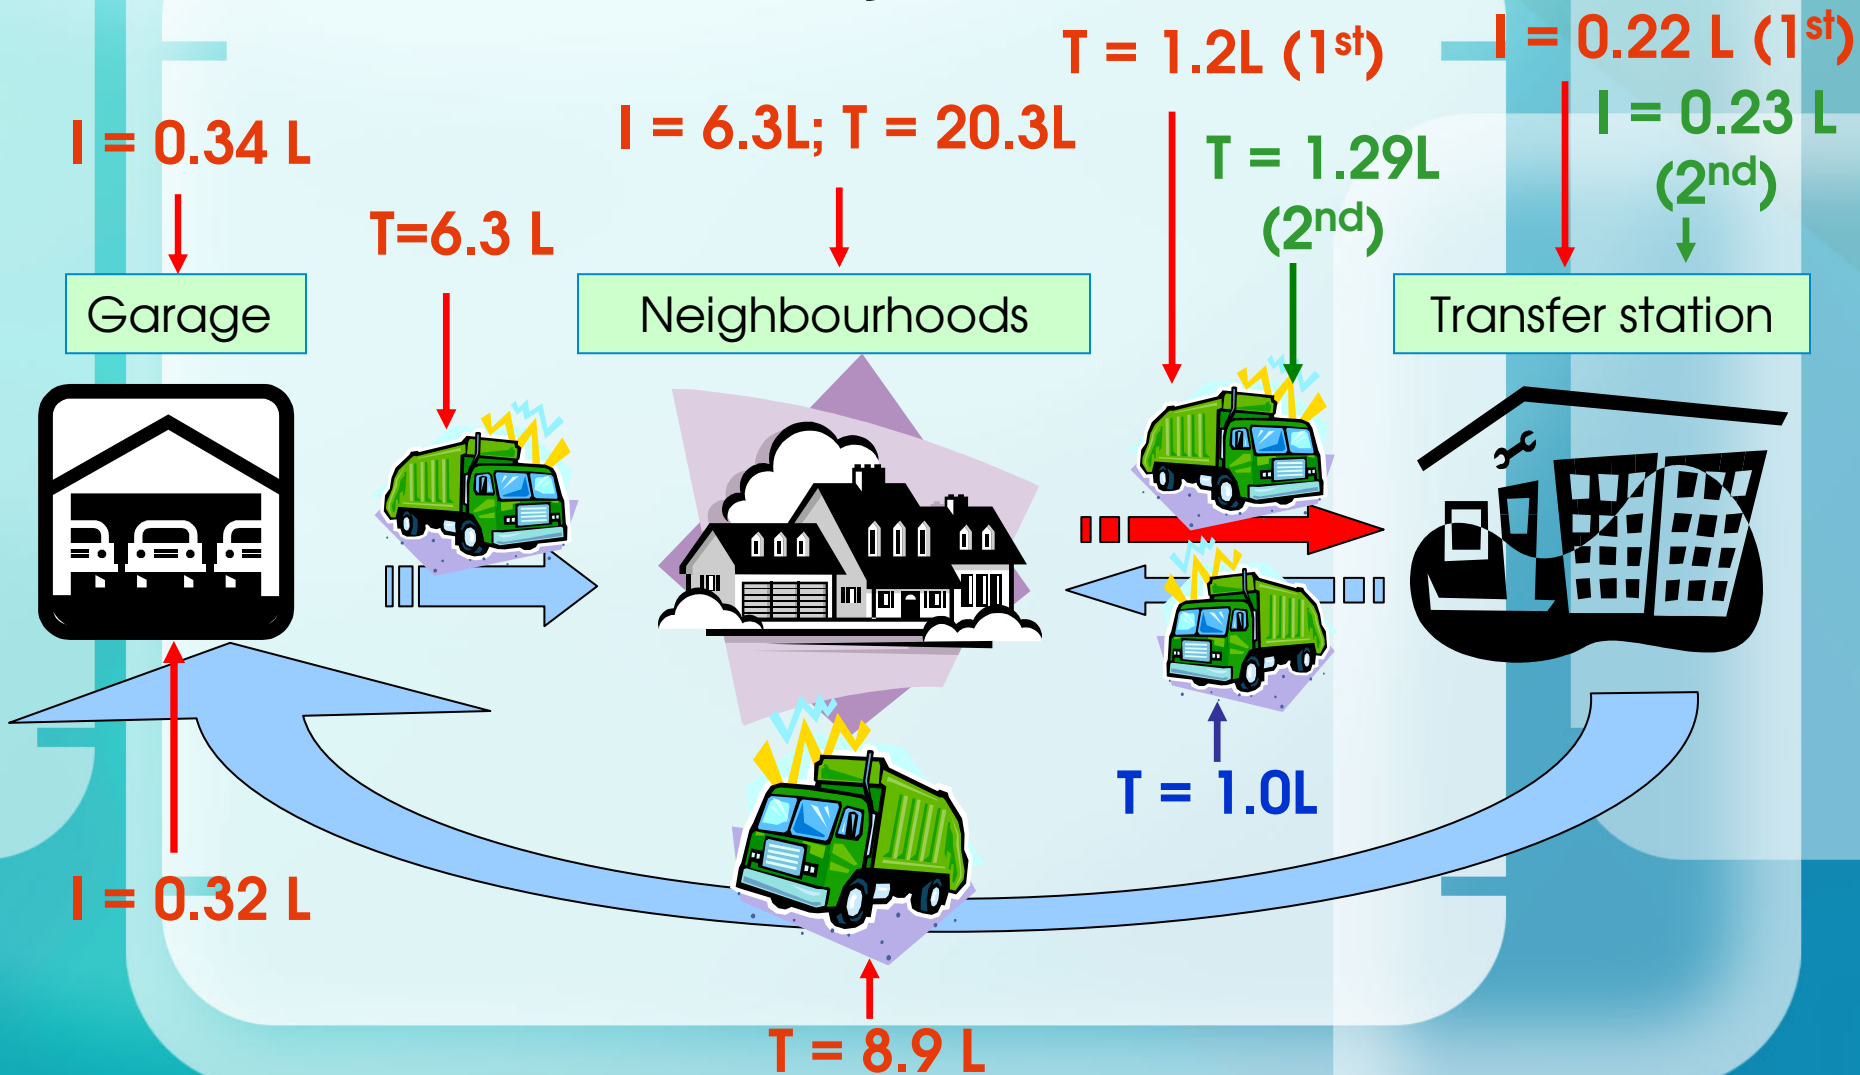 T = 1.2L (1st)
I = 0.22 L (1st)
I = 0.34 L
I = 6.3L; T = 20.3L
I = 0.23 L
(2nd)
T = 1.29L
(2nd)
T=6.3 L
Garage
Neighbourhoods
Transfer station
T = 1.0L
I = 0.32 L
T = 8.9 L